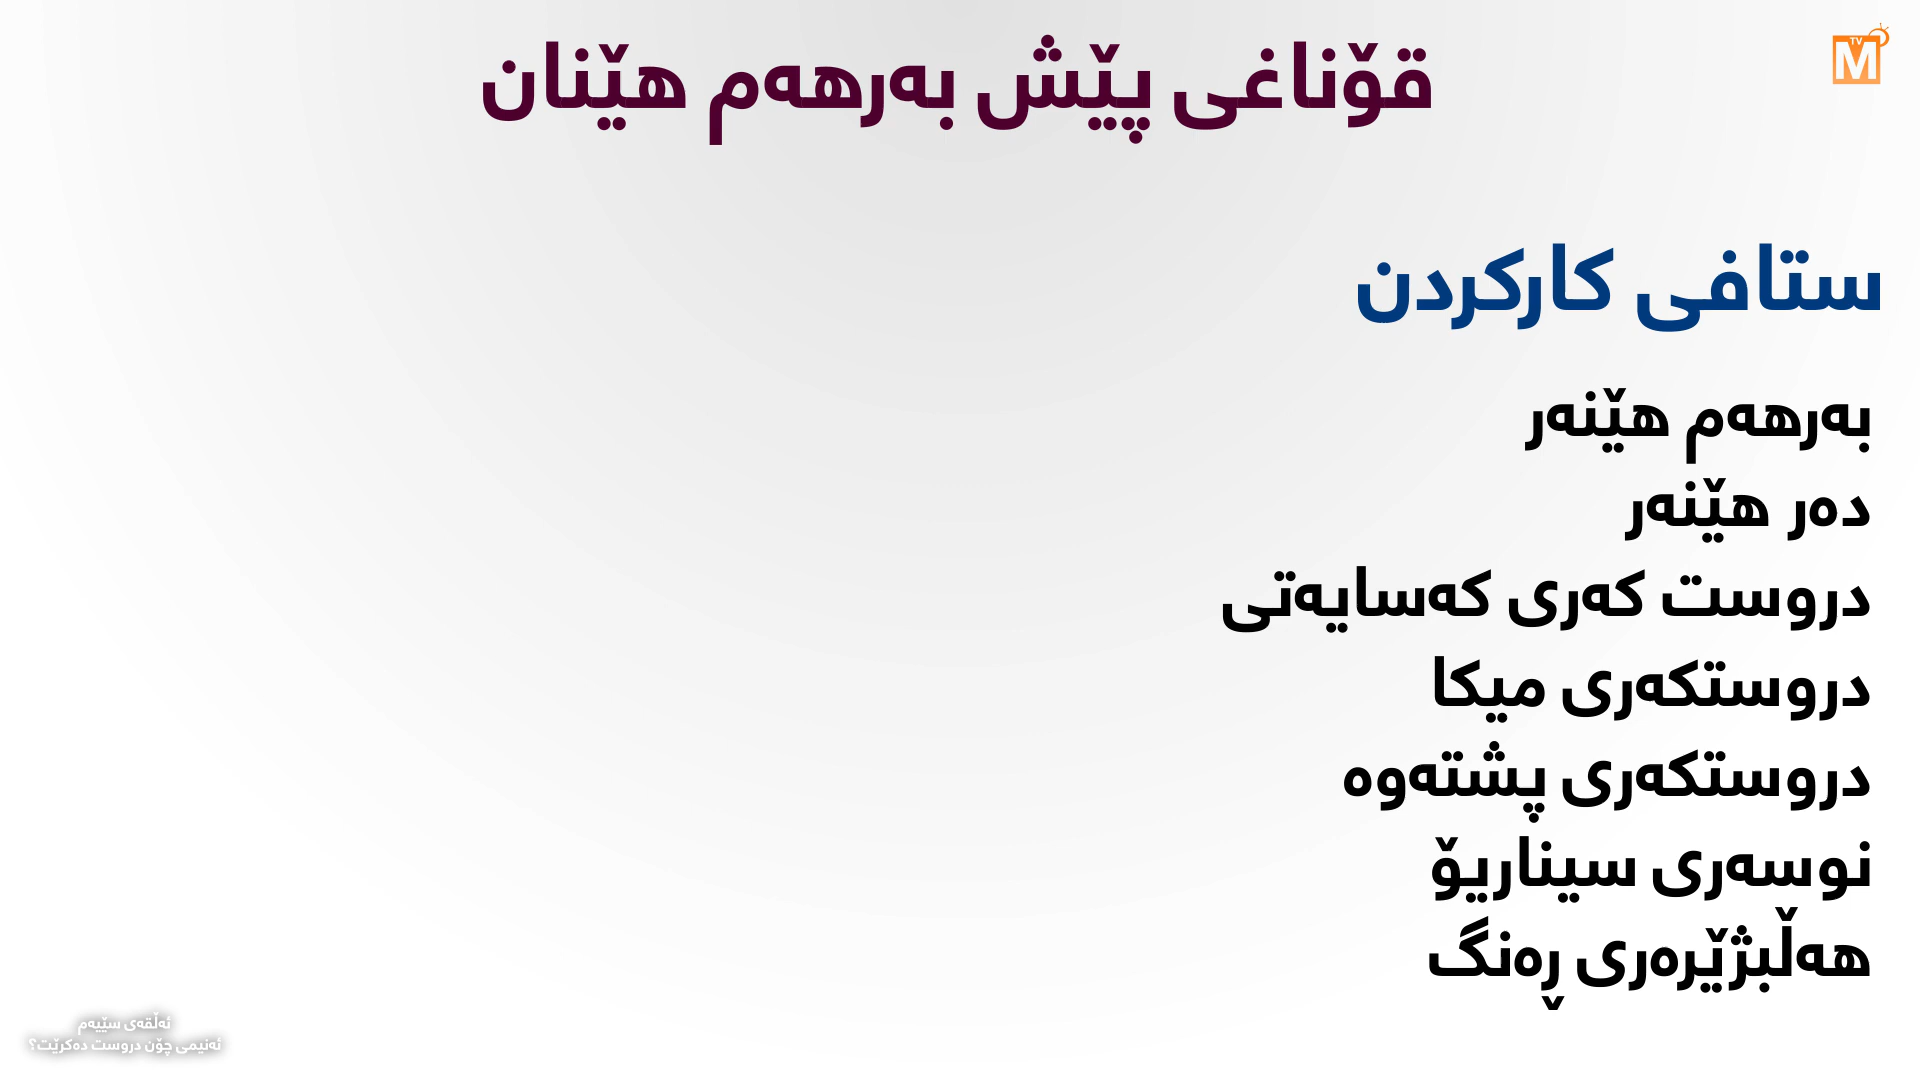 قۆناغی پێش بەرهەم هێنان
TV
M
ستافی کارکردن
بەرهەم هێنەر
دەر هێنەر
دروست کەری کەسایەتی
دروستکەری میکا
دروستکەری پشتەوە
نوسەری سیناریۆ
هەڵبژێرەری ڕەنگ
ئەڵقەی سێیەم
ئەنیمی چۆن دروست دەکرێت؟